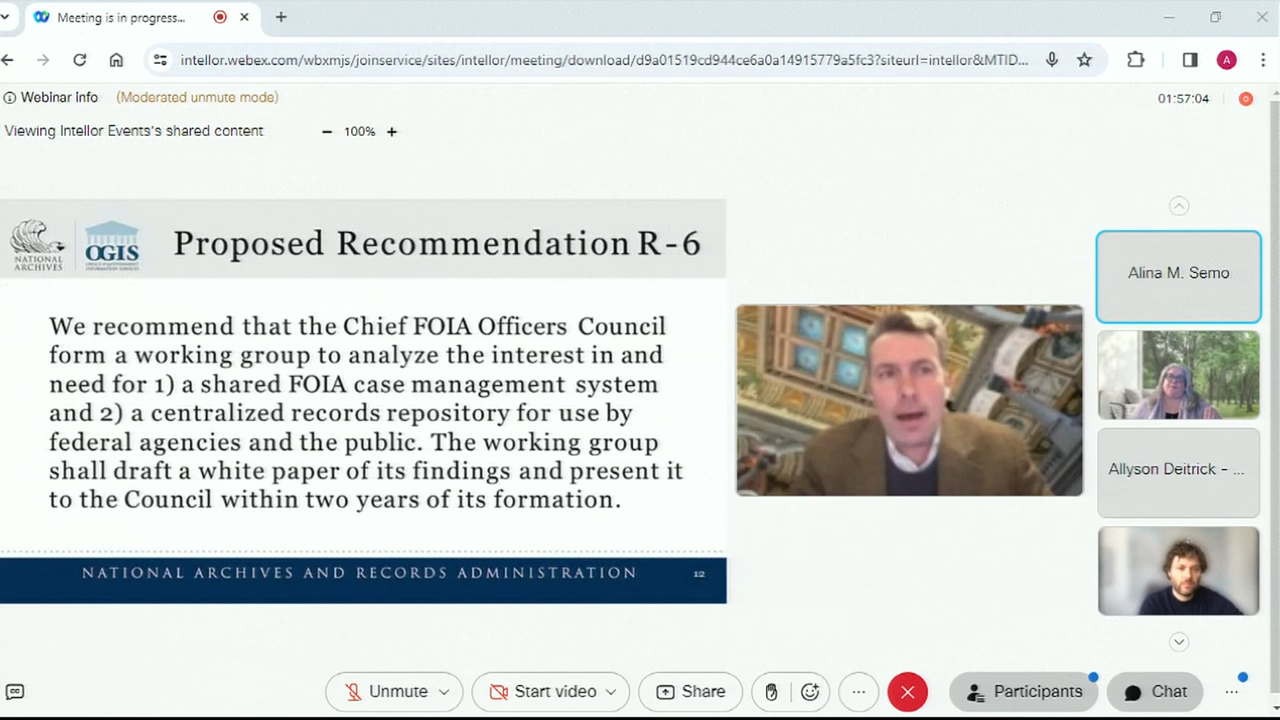 Meeting is in progress...
intellor.webex.com/wbxmjs/joinservice/sites/intellor/meeting/download/d9a01519cd944ce6a0a14915779a5fc3?siteurl=intellor&MTID...
A
Webinar info (Moderated unmute mode)
01:57:04
Viewing Intellor Events's shared content
100%
NATIONAL
ARCHIVES
OGIS
Proposed Recommendation R-6
We recommend that the Chief FOIA Officers Council
form a working group to analyze the interest in and
need for 1) a shared FOIA case management system
and 2) a centralized records repository for use by
federal agencies and the public. The working group
shall draft a white paper of its findings and present it
to the Council within two years of its formation.
NATIONAL ARCHIVES AND RECORDS ADMINISTRATION
12
Alina M. Semo
Allyson Deitrick - ...
Unmute
Start video
Share
Participants
Chat